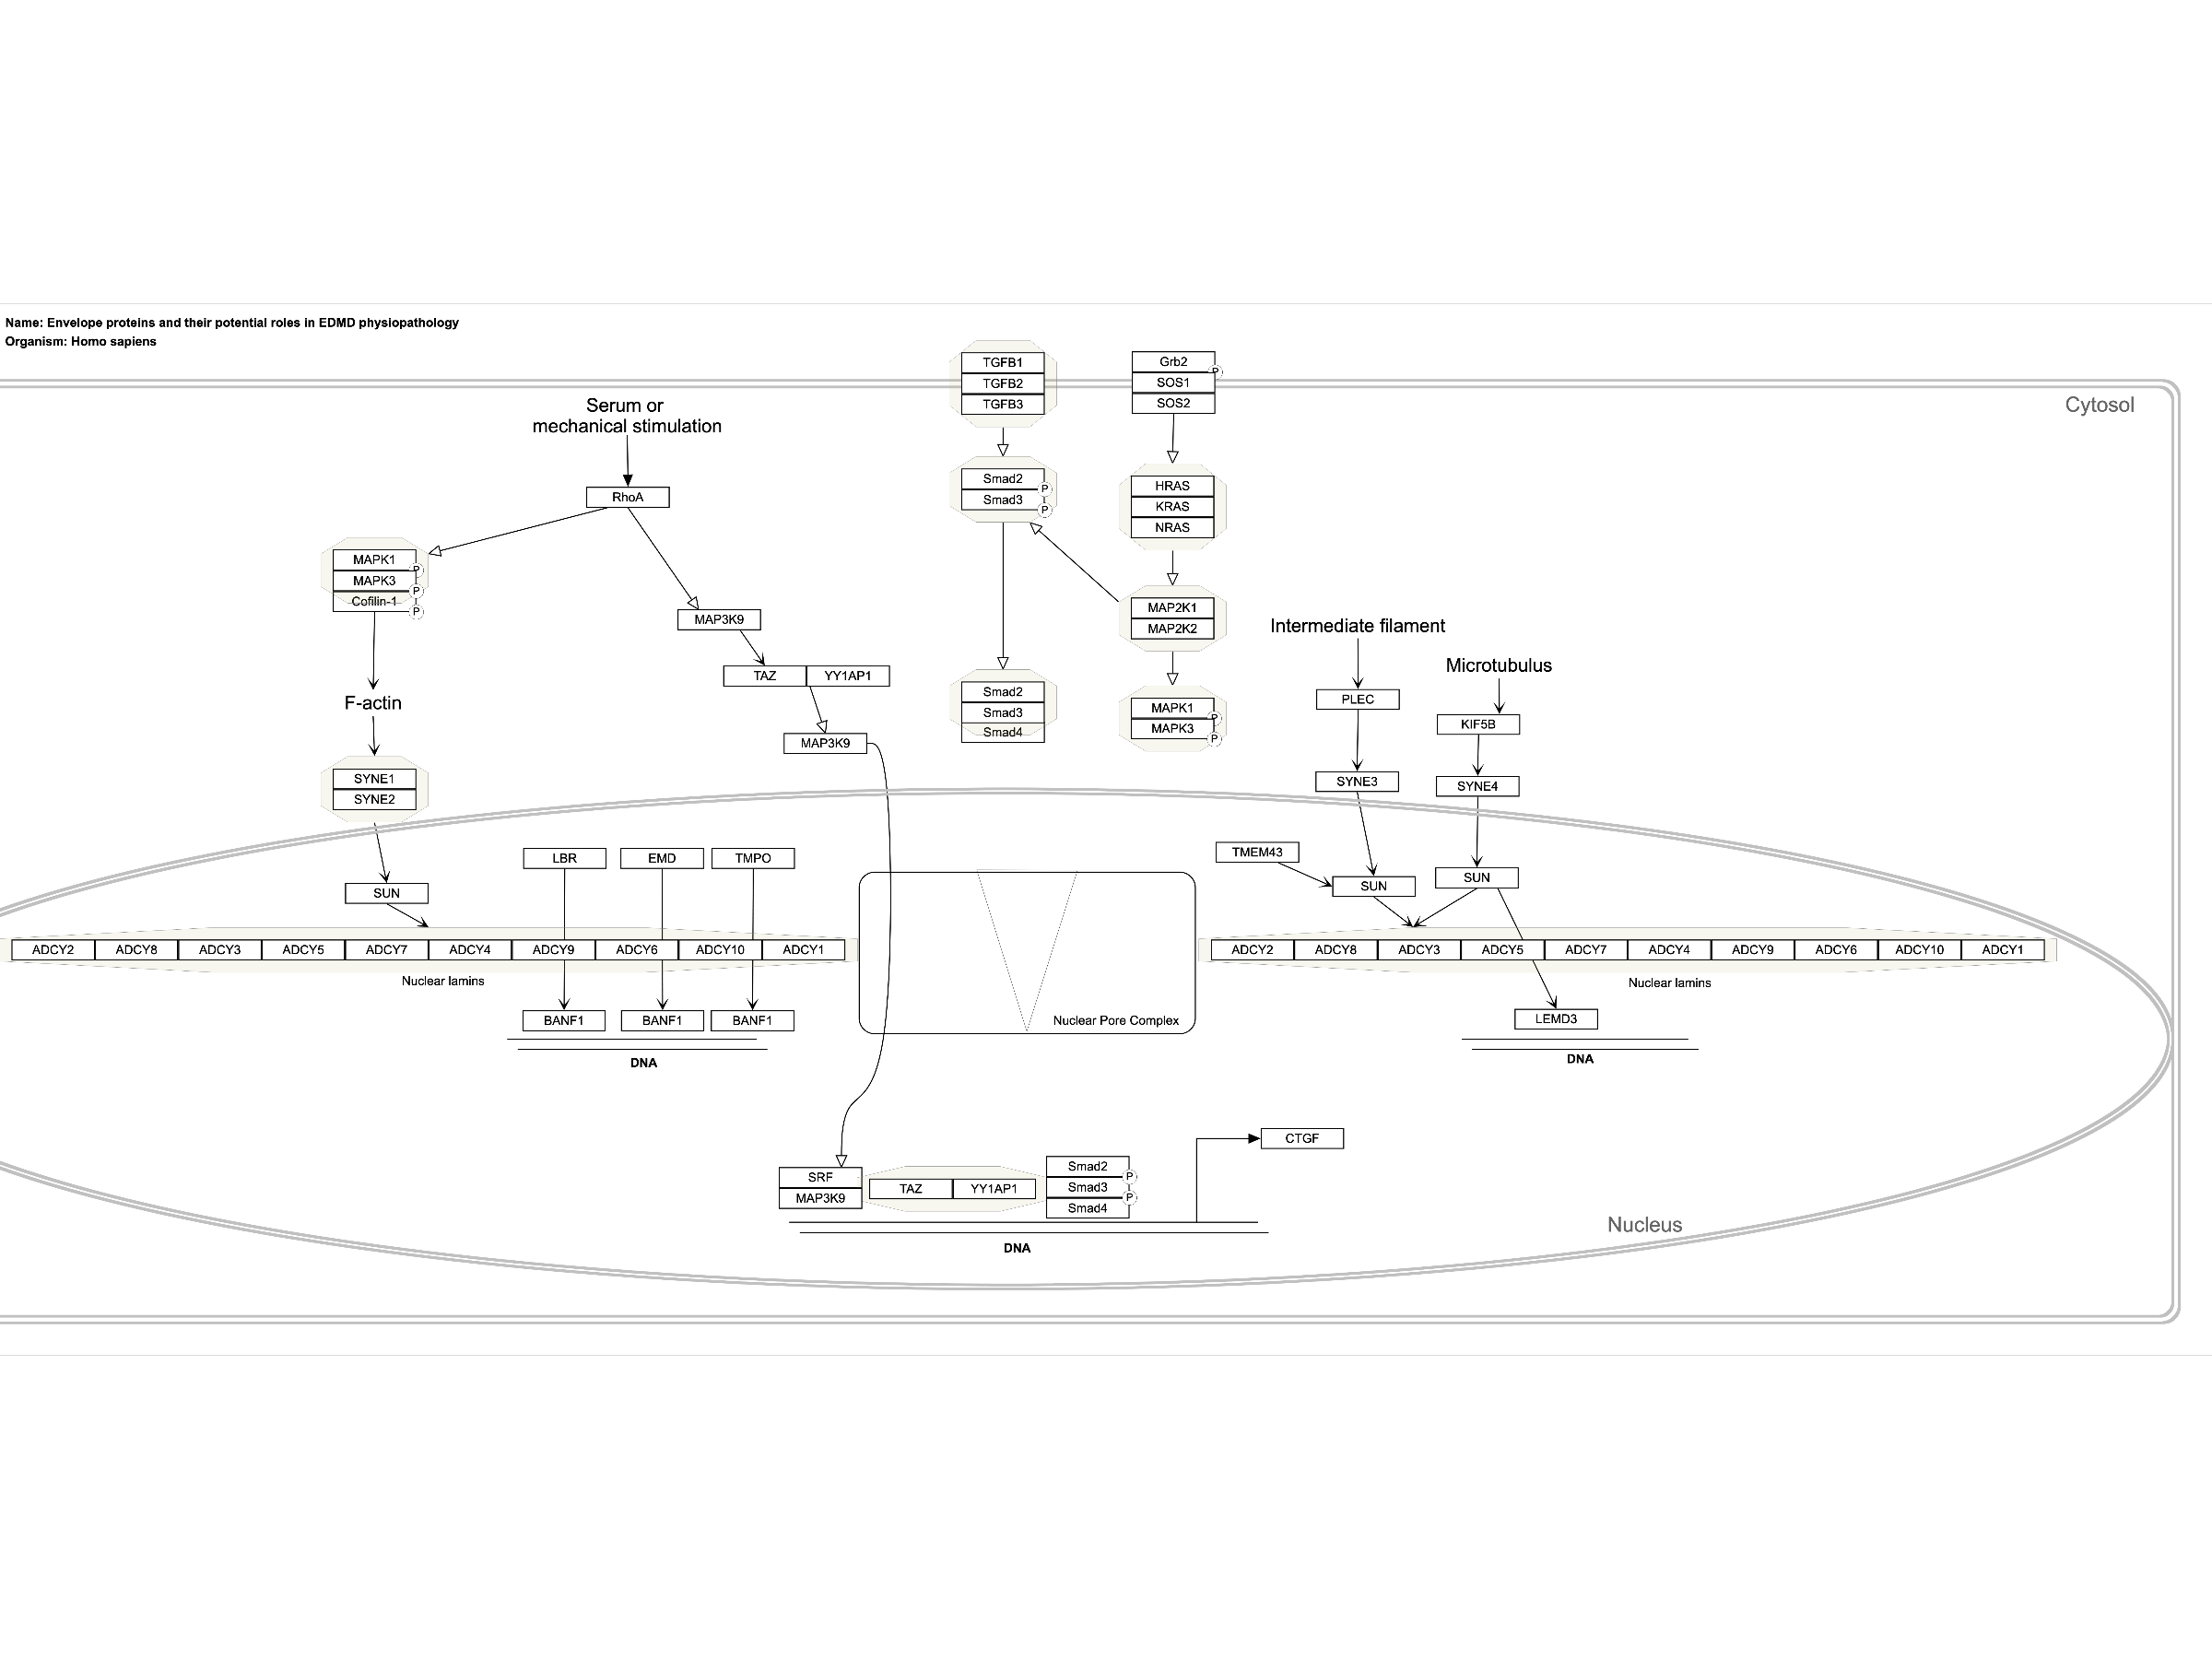 Name: Envelope proteins and their potential roles in EDMD physiopathology
Organism: Homo sapiens
TGFB1
TGFB2
TGFB3
Grb2
P
SOS1
SOS2
Cytosol
Serum or
mechanical stimulation
RhoA
Smad2
P
Smad3
P
HRAS
KRAS
NRAS
MAPK1
P
MAPK3
P
Cofilin-1
P
MAP3K9
MAP2K1
MAP2K2
Intermediate filament
Microtubulus
TAZ YY1AP1
F-actin
MAP3K9
Smad2
Smad3
Smad4
MAPK1
P
MAPK3
P
PLEC
KIF5B
SYNE1
SYNE2
SYNE3
SYNE4
LBR EMD TMPO
TMEM43
SUN
SUN
SUN
ADCY2 ADCY8 ADCY3 ADCY5 ADCY7 ADCY4 ADCY9 ADCY6 ADCY10 ADCY1
ADCY2 ADCY8 ADCY3 ADCY5 ADCY7 ADCY4 ADCY9 ADCY6 ADCY10 ADCY1
Nuclear lamins
Nuclear lamins
BANF1 BANF1 BANF1
Nuclear Pore Complex
LEMD3
DNA
DNA
CTGF
SRF
MAP3K9
TAZ YY1AP1
Smad2
P
Smad3
P
Smad4
Nucleus
DNA